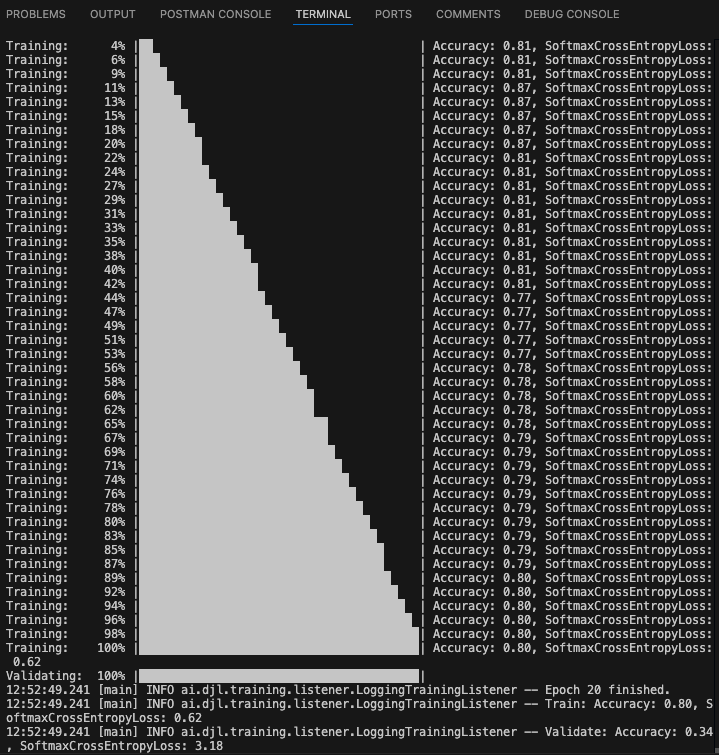 PROBLEMS OUTPUT POSTMAN CONSOLE TERMINAL PORTS COMMENTS DEBUG CONSOLE
Training: 4% | | Accuracy: 0.81, SoftmaxCrossEntropyLoss:
Training: 6% | | Accuracy: 0.81, SoftmaxCrossEntropyLoss:
Training: 9% | | Accuracy: 0.81, SoftmaxCrossEntropyLoss:
Training: 11% | | Accuracy: 0.87, SoftmaxCrossEntropyLoss:
Training: 13% | | Accuracy: 0.87, SoftmaxCrossEntropyLoss:
Training: 15% | | Accuracy: 0.87, SoftmaxCrossEntropyLoss:
Training: 18% | | Accuracy: 0.87, SoftmaxCrossEntropyLoss:
Training: 20% | | Accuracy: 0.87, SoftmaxCrossEntropyLoss:
Training: 22% | | Accuracy: 0.81, SoftmaxCrossEntropyLoss:
Training: 24% | | Accuracy: 0.81, SoftmaxCrossEntropyLoss:
Training: 27% | | Accuracy: 0.81, SoftmaxCrossEntropyLoss:
Training: 29% | | Accuracy: 0.81, SoftmaxCrossEntropyLoss:
Training: 31% | | Accuracy: 0.81, SoftmaxCrossEntropyLoss:
Training: 33% | | Accuracy: 0.81, SoftmaxCrossEntropyLoss:
Training: 35% | | Accuracy: 0.81, SoftmaxCrossEntropyLoss:
Training: 38% | | Accuracy: 0.81, SoftmaxCrossEntropyLoss:
Training: 40% | | Accuracy: 0.81, SoftmaxCrossEntropyLoss:
Training: 42% | | Accuracy: 0.81, SoftmaxCrossEntropyLoss:
Training: 44% | | Accuracy: 0.77, SoftmaxCrossEntropyLoss:
Training: 47% | | Accuracy: 0.77, SoftmaxCrossEntropyLoss:
Training: 49% | | Accuracy: 0.77, SoftmaxCrossEntropyLoss:
Training: 51% | | Accuracy: 0.77, SoftmaxCrossEntropyLoss:
Training: 53% | | Accuracy: 0.77, SoftmaxCrossEntropyLoss:
Training: 56% | | Accuracy: 0.78, SoftmaxCrossEntropyLoss:
Training: 58% | | Accuracy: 0.78, SoftmaxCrossEntropyLoss:
Training: 60% | | Accuracy: 0.78, SoftmaxCrossEntropyLoss:
Training: 62% | | Accuracy: 0.78, SoftmaxCrossEntropyLoss:
Training: 65% | | Accuracy: 0.78, SoftmaxCrossEntropyLoss:
Training: 67% | | Accuracy: 0.79, SoftmaxCrossEntropyLoss:
Training: 69% | | Accuracy: 0.79, SoftmaxCrossEntropyLoss:
Training: 71% | | Accuracy: 0.79, SoftmaxCrossEntropyLoss:
Training: 74% | | Accuracy: 0.79, SoftmaxCrossEntropyLoss:
Training: 76% | | Accuracy: 0.79, SoftmaxCrossEntropyLoss:
Training: 78% | | Accuracy: 0.79, SoftmaxCrossEntropyLoss:
Training: 80% | | Accuracy: 0.79, SoftmaxCrossEntropyLoss:
Training: 83% | | Accuracy: 0.79, SoftmaxCrossEntropyLoss:
Training: 85% | | Accuracy: 0.79, SoftmaxCrossEntropyLoss:
Training: 87% | | Accuracy: 0.79, SoftmaxCrossEntropyLoss:
Training: 89% | | Accuracy: 0.80, SoftmaxCrossEntropyLoss:
Training: 92% | | Accuracy: 0.80, SoftmaxCrossEntropyLoss:
Training: 94% | | Accuracy: 0.80, SoftmaxCrossEntropyLoss:
Training: 96% | | Accuracy: 0.80, SoftmaxCrossEntropyLoss:
Training: 98% | | Accuracy: 0.80, SoftmaxCrossEntropyLoss:
Training: 100% | | Accuracy: 0.80, SoftmaxCrossEntropyLoss:
0.62
Validating: 100% | |
12:52:49.241 [main] INFO ai.djl.training.listener.LoggingTrainingListener -- Epoch 20 finished.
12:52:49.241 [main] INFO ai.djl.training.listener.LoggingTrainingListener -- Train: Accuracy: 0.80, S
oftmaxCrossEntropyLoss: 0.62
12:52:49.241 [main] INFO ai.djl.training.listener.LoggingTrainingListener -- Validate: Accuracy: 0.34
, SoftmaxCrossEntropyLoss: 3.18